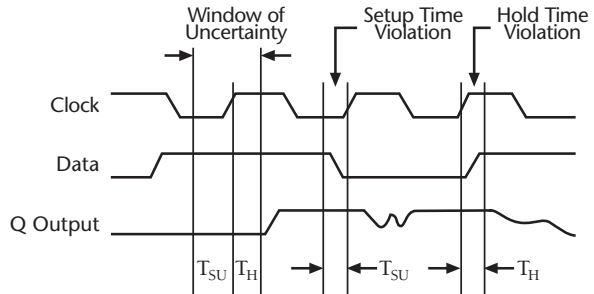 Window of
Uncertainty
Setup Time
Violation
Hold Time
Violation
Clock
Data
Q Output
TSU
TH
TSU
TH